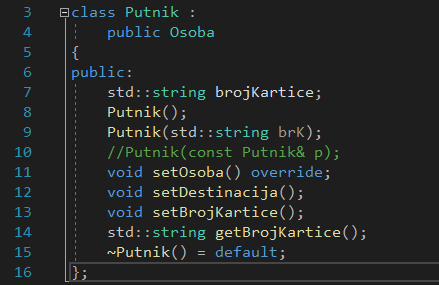 3 class Putnik :
4 public Osoba
5 {
6 public:
7 std::string brojKartice;
8 Putnik();
9 Putnik(std::string brK);
10 //Putnik(const Putnik& p);
11 void setOsoba() override;
12 void setDestinacija();
13 void setBrojKartice();
14 std::string getBrojKartice();
15 ~Putnik() = default;
16 };